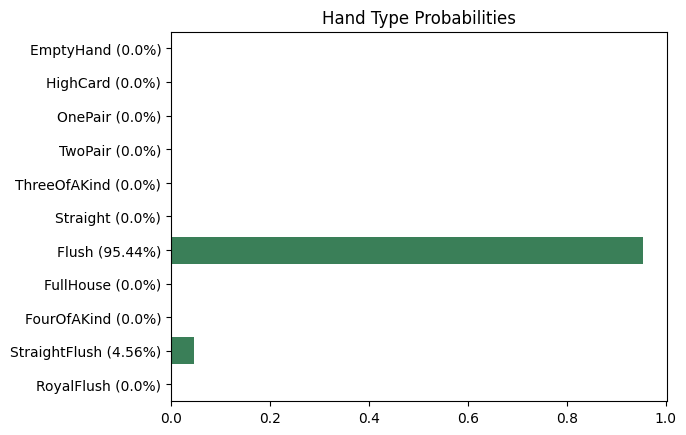 Hand Type Probabilities
EmptyHand (0.0%)
HighCard (0.0%)
OnePair (0.0%)
TwoPair (0.0%)
ThreeOfAKind (0.0%)
Straight (0.0%)
Flush (95.44%)
FullHouse (0.0%)
FourOfAKind (0.0%)
StraightFlush (4.56%)
RoyalFlush (0.0%)
0.0 0.2 0.4 0.6 0.8 1.0